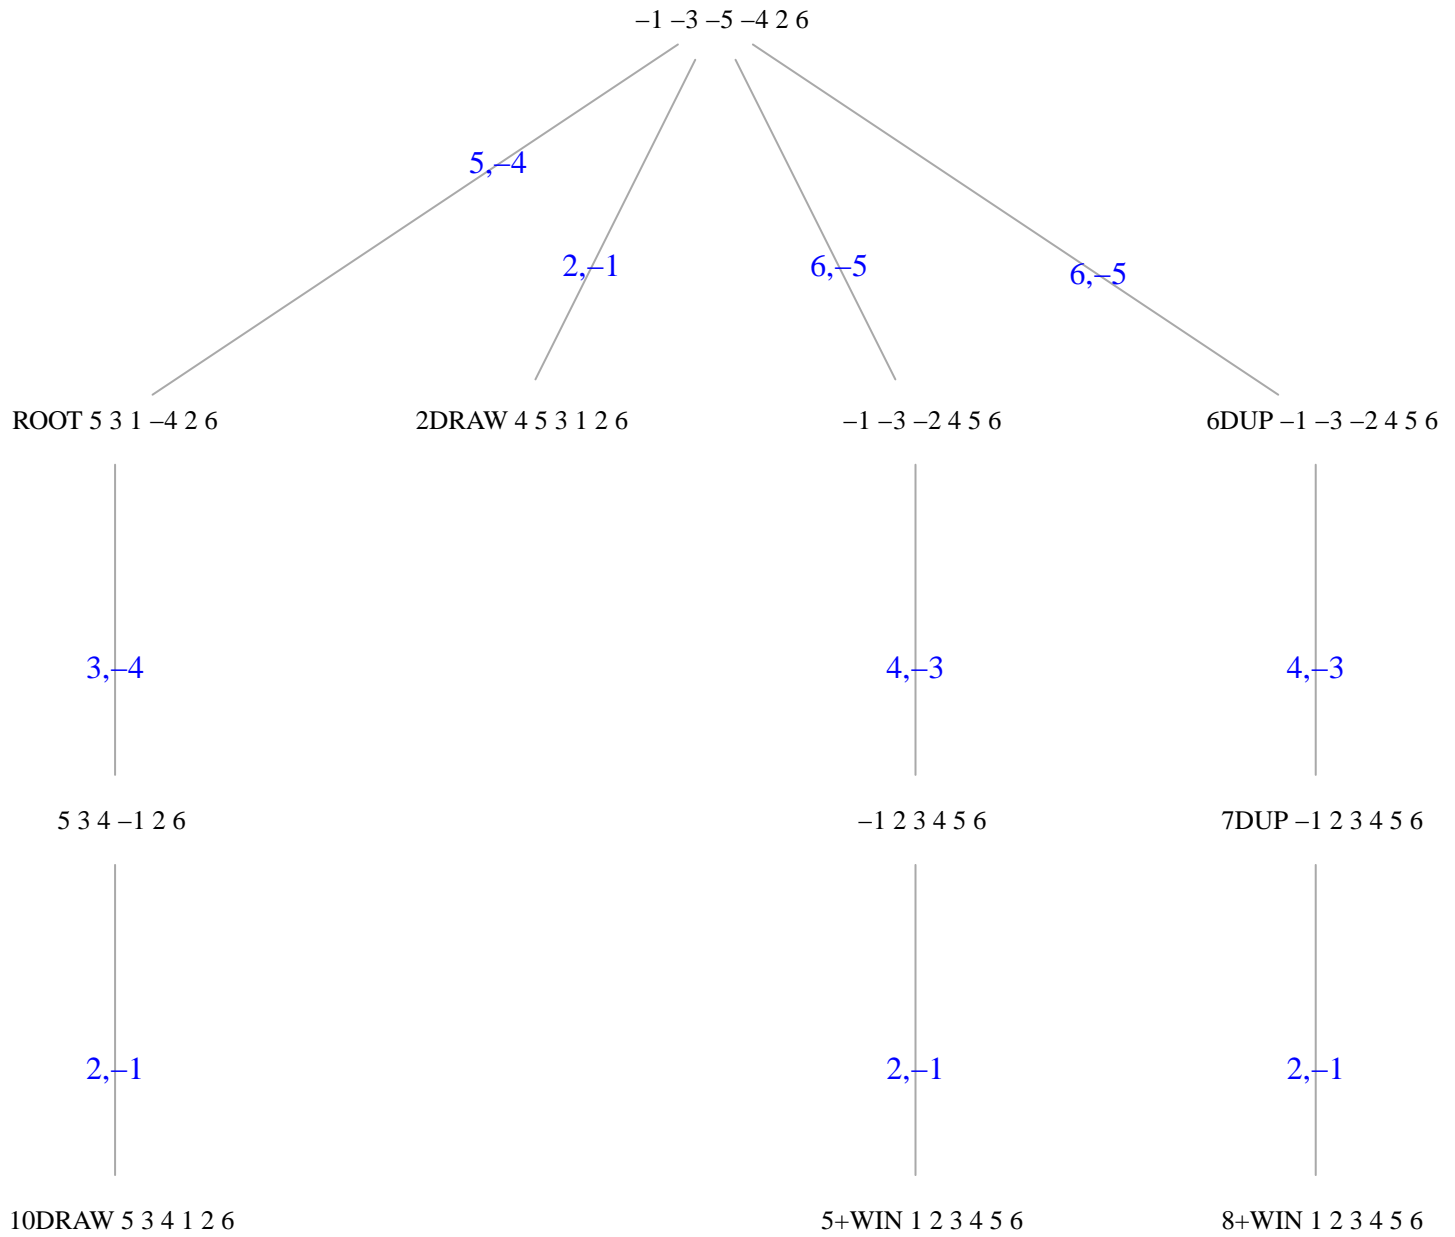 –1 –3 –5 –4 2 6
5,–4
2,–1
6,–5
6,–5
ROOT 5 3 1 –4 2 6
2DRAW 4 5 3 1 2 6
–1 –3 –2 4 5 6
6DUP –1 –3 –2 4 5 6
3,–4
4,–3
4,–3
5 3 4 –1 2 6
–1 2 3 4 5 6
7DUP –1 2 3 4 5 6
2,–1
2,–1
2,–1
10DRAW 5 3 4 1 2 6
5+WIN 1 2 3 4 5 6
8+WIN 1 2 3 4 5 6